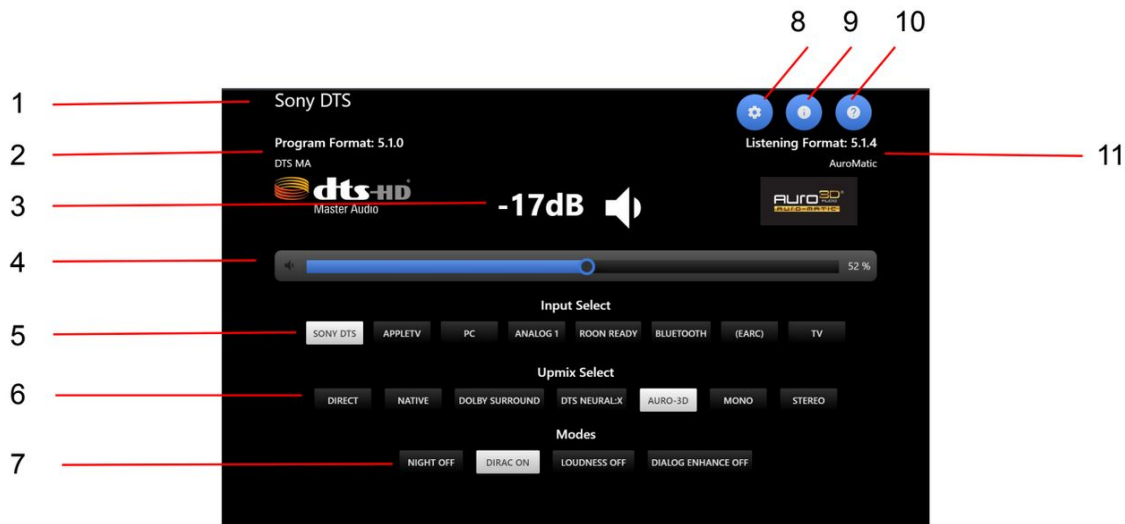 8 9 10
1 Sony DTS
2 Program Format: 5.1.0 Listening Format: 5.1.4 11
DTS MA AuroMatic
dts-HD
Master Audio
3 -17dB
AURO 3D
AUDIO
AURO-MATIC
4 52 %
Input Select
5 SONY DTS APPLETV PC ANALOG 1 ROON READY BLUETOOTH (EARC) TV
Upmix Select
6 DIRECT NATIVE DOLBY SURROUND DTS NEURAL:X AURO-3D MONO STEREO
Modes
7 NIGHT OFF DIRAC ON LOUDNESS OFF DIALOG ENHANCE OFF